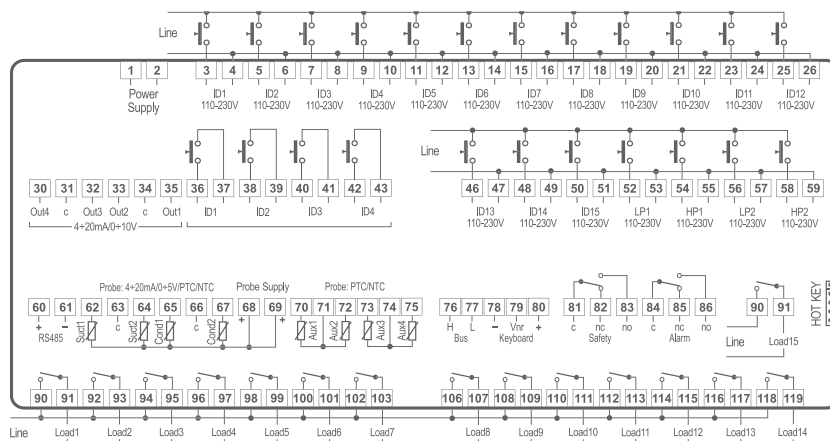 Line
1 2 3 4 5 6 7 8 9 10 11 12 13 14 15 16 17 18 19 20 21 22 23 24 25 26
Power Supply
ID1 ID2 ID3 ID4 ID5 ID6 ID7 ID8 ID9 ID10 ID11 ID12
110-230V 110-230V 110-230V 110-230V 110-230V 110-230V 110-230V 110-230V 110-230V 110-230V 110-230V 110-230V
Line
30 31 32 33 34 35 36 37 38 39 40 41 42 43 46 47 48 49 50 51 52 53 54 55 56 57 58 59
Out4 c Out3 Out2 c Out1 ID1 ID2 ID3 ID4 ID13 ID14 ID15 LP1 HP1 LP2 HP2
4÷20mA/0÷10V 110-230V 110-230V 110-230V 110-230V 110-230V 110-230V 110-230V
Probe: 4÷20mA/0÷5V/PTC/NTC Probe Supply Probe: PTC/NTC
60 61 62 63 64 65 66 67 68 69 70 71 72 73 74 75 76 77 78 79 80 81 82 83 84 85 86 90 91
+ − Suct1 c Suct2 Cond1 c Cond2 + + Aux1 Aux2 Aux3 Aux4 H L − Vnr + c nc no c nc no
RS485 Bus Keyboard Safety Alarm Line Load15
HOT KEY
90 91 92 93 94 95 96 97 98 99 100 101 102 103 106 107 108 109 110 111 112 113 114 115 116 117 118 119
Line Load1 Load2 Load3 Load4 Load5 Load6 Load7 Load8 Load9 Load10 Load11 Load12 Load13 Load14